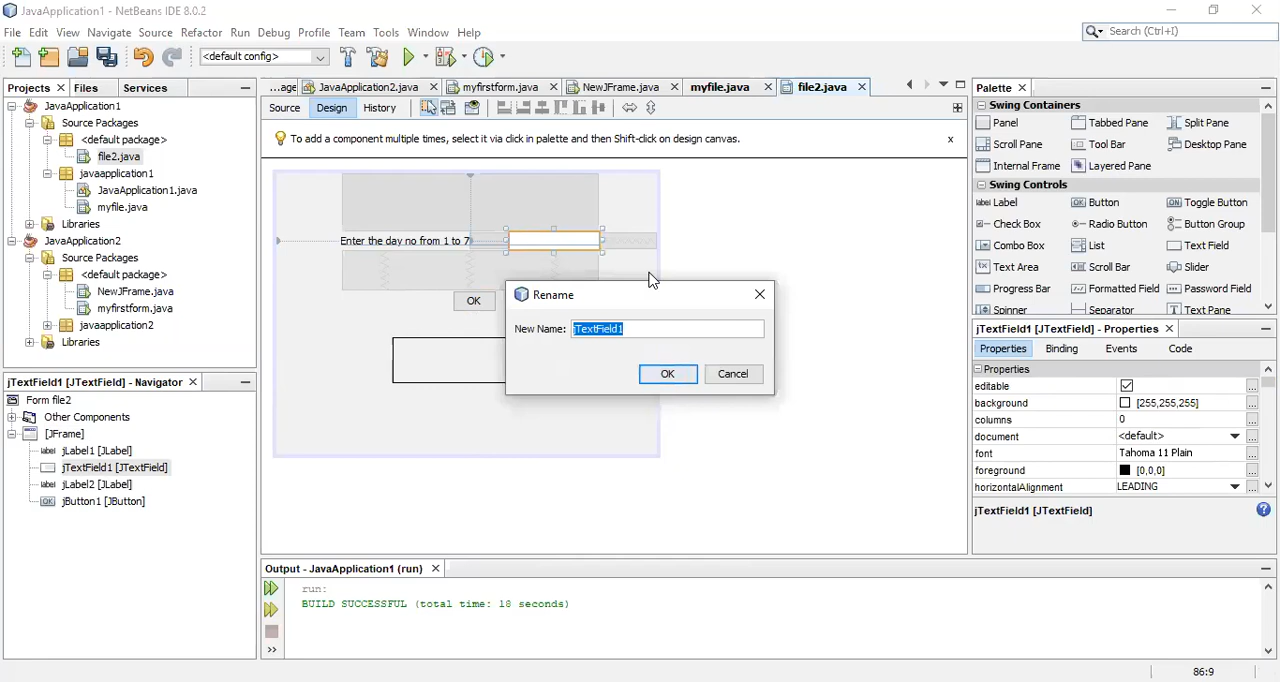 JavaApplication1 - NetBeans IDE 8.0.2
File Edit View Navigate Source Refactor Run Debug Profile Team Tools Window Help
Search (Ctrl+I)
<default config>
Projects Files Services
JavaApplication1
Source Packages
<default package>
file2.java
javaapplication1
JavaApplication1.java
myfile.java
Libraries
JavaApplication2
Source Packages
<default package>
NewJFrame.java
myfirstform.java
javaapplication2
Libraries
jTextField1 [JTextField] - Navigator
Form file2
Other Components
[JFrame]
label jLabel1 [JLabel]
jTextField1 [JTextField]
label jLabel2 [JLabel]
OK jButton1 [JButton]
...age JavaApplication2.java myfirstform.java NewJFrame.java myfile.java file2.java
Source Design History
To add a component multiple times, select it via click in palette and then Shift-click on design canvas. x
Enter the day no from 1 to 7
OK
Rename
New Name: jTextField1
OK Cancel
Output - JavaApplication1 (run)
run:
BUILD SUCCESSFUL (total time: 18 seconds)
Palette
Swing Containers
Panel Tabbed Pane Split Pane
Scroll Pane Tool Bar Desktop Pane
Internal Frame Layered Pane
Swing Controls
label Label OK Button ON Toggle Button
Check Box Radio Button Button Group
Combo Box List Text Field
Text Area Scroll Bar Slider
Progress Bar Formatted Field Password Field
Spinner Separator Text Pane
jTextField1 [JTextField] - Properties
Properties Binding Events Code
Properties
editable ...
background [255,255,255] ...
columns 0 ...
document <default> ...
font Tahoma 11 Plain ...
foreground [0,0,0] ...
horizontalAlignment LEADING ...
jTextField1 [JTextField]
86:9